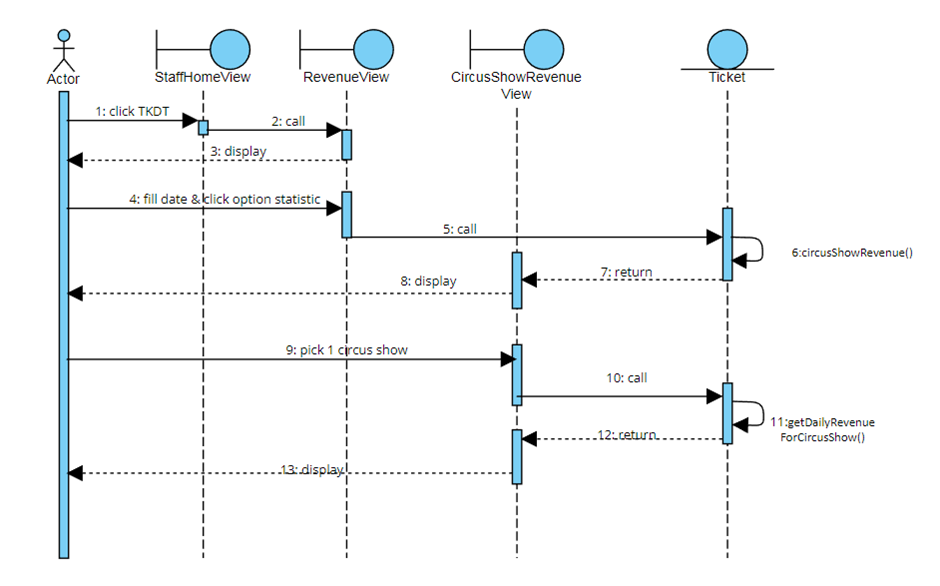 Actor
StaffHomeView
RevenueView
CircusShowRevenue
View
Ticket
1: click TKDT
2: call
3: display
4: fill date & click option statistic
5: call
6:circusShowRevenue()
7: return
8: display
9: pick 1 circus show
10: call
11:getDailyRevenue
ForCircusShow()
12: return
13: display